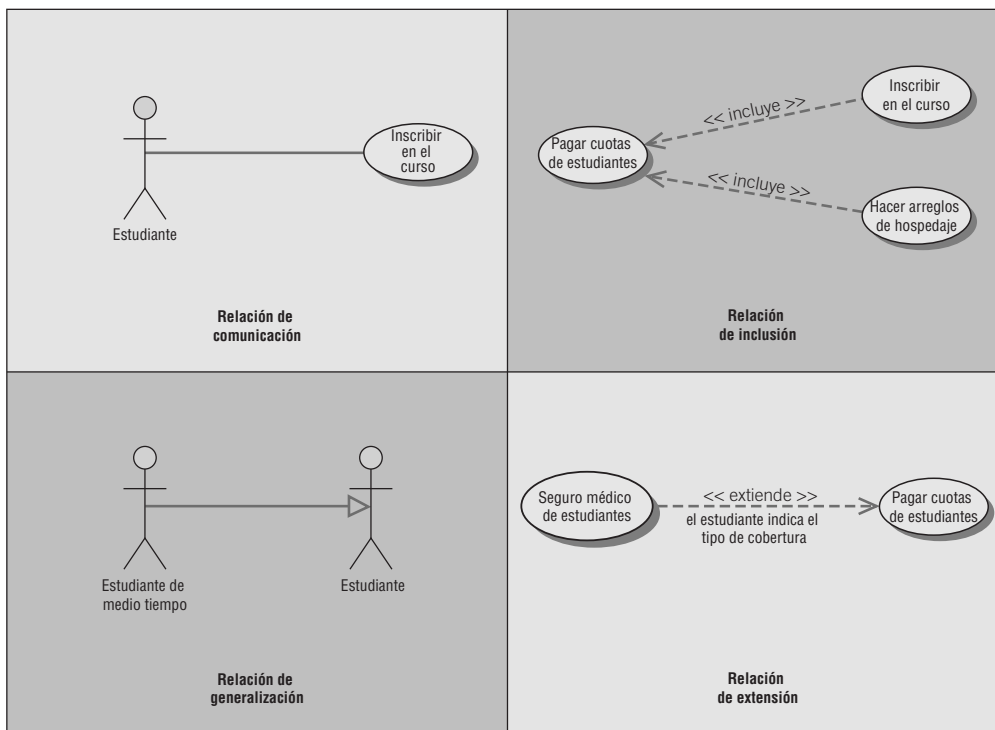 Inscribir
en el
curso
Estudiante
Relación de
comunicación
<< incluye >>
Inscribir
en el curso
Pagar cuotas
de estudiantes
<< incluye >>
Hacer arreglos
de hospedaje
Relación
de inclusión
Estudiante de
medio tiempo
Estudiante
Relación de
generalización
Seguro médico
de estudiantes
<< extiende >>
el estudiante indica el
tipo de cobertura
Pagar cuotas
de estudiantes
Relación
de extensión